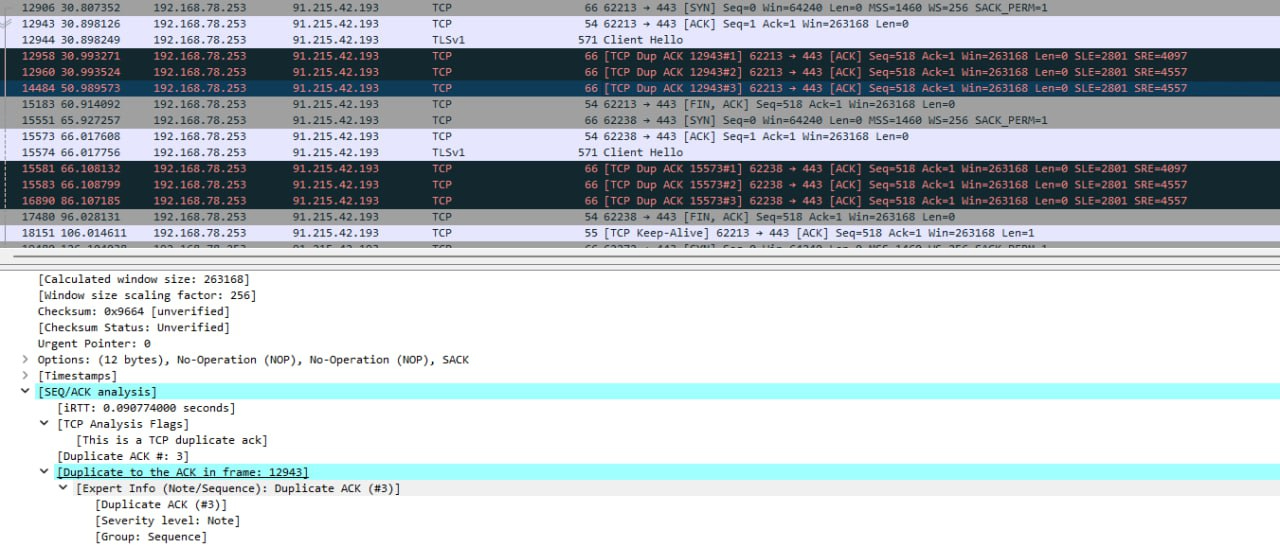 12906 30.807352 192.168.78.253 91.215.42.193 TCP 66 62213 → 443 [SYN] Seq=0 Win=64240 Len=0 MSS=1460 WS=256 SACK_PERM=1
12943 30.898126 192.168.78.253 91.215.42.193 TCP 54 62213 → 443 [ACK] Seq=1 Ack=1 Win=263168 Len=0
12944 30.898249 192.168.78.253 91.215.42.193 TLSv1 571 Client Hello
12958 30.993271 192.168.78.253 91.215.42.193 TCP 66 [TCP Dup ACK 12943#1] 62213 → 443 [ACK] Seq=518 Ack=1 Win=263168 Len=0 SLE=2801 SRE=4097
12960 30.993524 192.168.78.253 91.215.42.193 TCP 66 [TCP Dup ACK 12943#2] 62213 → 443 [ACK] Seq=518 Ack=1 Win=263168 Len=0 SLE=2801 SRE=4557
14484 50.989573 192.168.78.253 91.215.42.193 TCP 66 [TCP Dup ACK 12943#3] 62213 → 443 [ACK] Seq=518 Ack=1 Win=263168 Len=0 SLE=2801 SRE=4557
15183 60.914092 192.168.78.253 91.215.42.193 TCP 54 62213 → 443 [FIN, ACK] Seq=518 Ack=1 Win=263168 Len=0
15551 65.927257 192.168.78.253 91.215.42.193 TCP 66 62238 → 443 [SYN] Seq=0 Win=64240 Len=0 MSS=1460 WS=256 SACK_PERM=1
15573 66.017608 192.168.78.253 91.215.42.193 TCP 54 62238 → 443 [ACK] Seq=1 Ack=1 Win=263168 Len=0
15574 66.017756 192.168.78.253 91.215.42.193 TLSv1 571 Client Hello
15581 66.108132 192.168.78.253 91.215.42.193 TCP 66 [TCP Dup ACK 15573#1] 62238 → 443 [ACK] Seq=518 Ack=1 Win=263168 Len=0 SLE=2801 SRE=4097
15583 66.108799 192.168.78.253 91.215.42.193 TCP 66 [TCP Dup ACK 15573#2] 62238 → 443 [ACK] Seq=518 Ack=1 Win=263168 Len=0 SLE=2801 SRE=4557
16890 86.107185 192.168.78.253 91.215.42.193 TCP 66 [TCP Dup ACK 15573#3] 62238 → 443 [ACK] Seq=518 Ack=1 Win=263168 Len=0 SLE=2801 SRE=4557
17480 96.028131 192.168.78.253 91.215.42.193 TCP 54 62238 → 443 [FIN, ACK] Seq=518 Ack=1 Win=263168 Len=0
18151 106.014611 192.168.78.253 91.215.42.193 TCP 55 [TCP Keep-Alive] 62213 → 443 [ACK] Seq=518 Ack=1 Win=263168 Len=1
[Calculated window size: 263168]
[Window size scaling factor: 256]
Checksum: 0x9664 [unverified]
[Checksum Status: Unverified]
Urgent Pointer: 0
Options: (12 bytes), No-Operation (NOP), No-Operation (NOP), SACK
[Timestamps]
[SEQ/ACK analysis]
[iRTT: 0.090774000 seconds]
[TCP Analysis Flags]
[This is a TCP duplicate ack]
[Duplicate ACK #: 3]
[Duplicate to the ACK in frame: 12943]
[Expert Info (Note/Sequence): Duplicate ACK (#3)]
[Duplicate ACK (#3)]
[Severity level: Note]
[Group: Sequence]